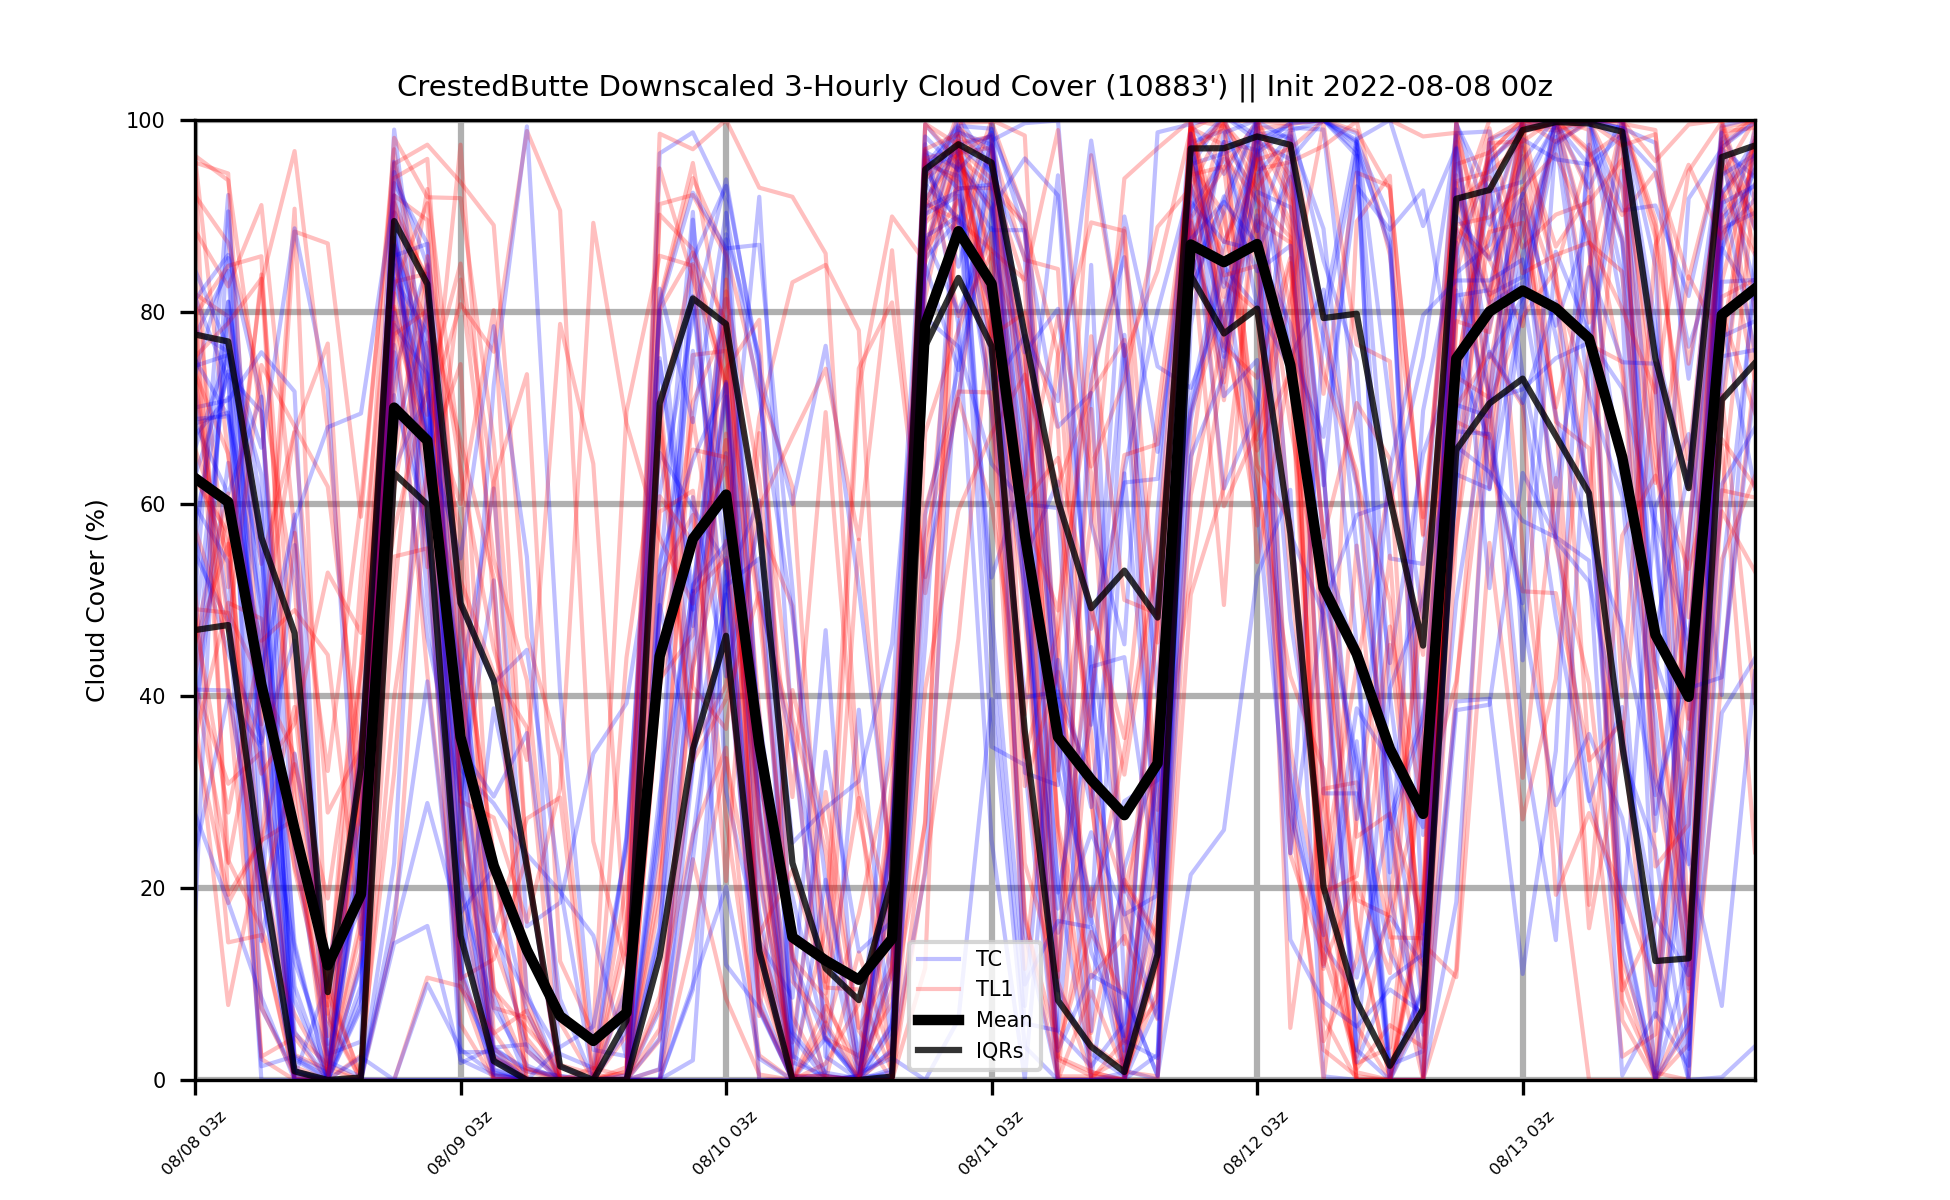 CrestedButte Downscaled 3-Hourly Cloud Cover (10883') || Init 2022-08-08 00z
Cloud Cover (%)
100
80
60
40
20
0
TC
TL1
Mean
IQRs
08/08 03z
08/09 03z
08/10 03z
08/11 03z
08/12 03z
08/13 03z